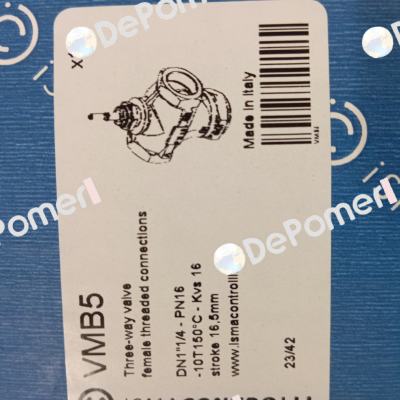 VMB5
Three-way valve
female threaded connections
DN1"1/4 - PN16
-10T150°C - Kvs 16
stroke 16,5mm
www.ismacontrolli
23/42
Made in Italy
VMB5
DePomeri
DePomeri
DePomeri